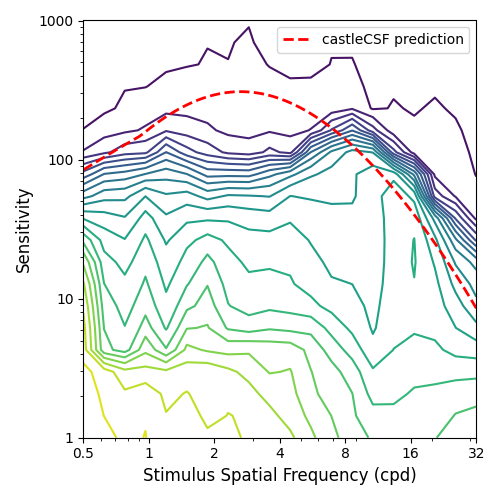 1000
castleCSF prediction
100
10
1
Sensitivity
0.5 1 2 4 8 16 32
Stimulus Spatial Frequency (cpd)